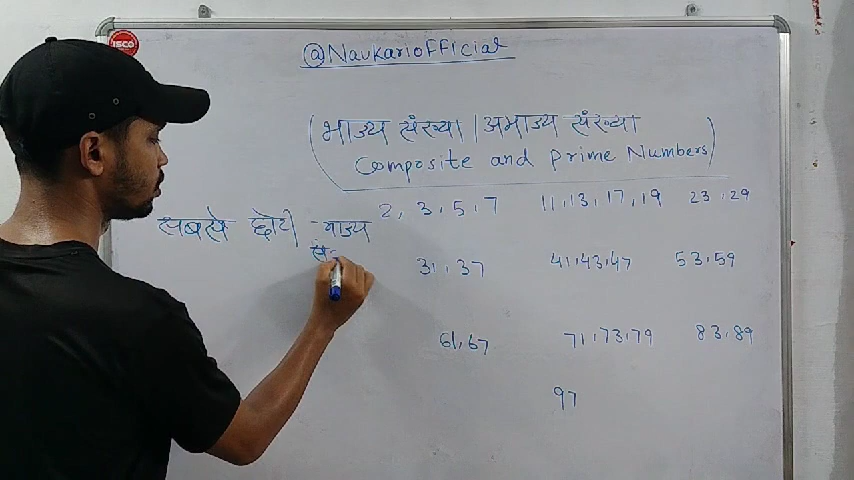 ISCO
@Naukariofficial
(भाज्य संख्या | अभाज्य संख्या
Composite and Prime Numbers)
2, 3, 5, 7 11, 13, 17, 19 23, 29
सबसे छोटी भाज्य
सं-
31, 37 41, 43, 47 53, 59
61, 67 71, 73, 79 83, 89
97